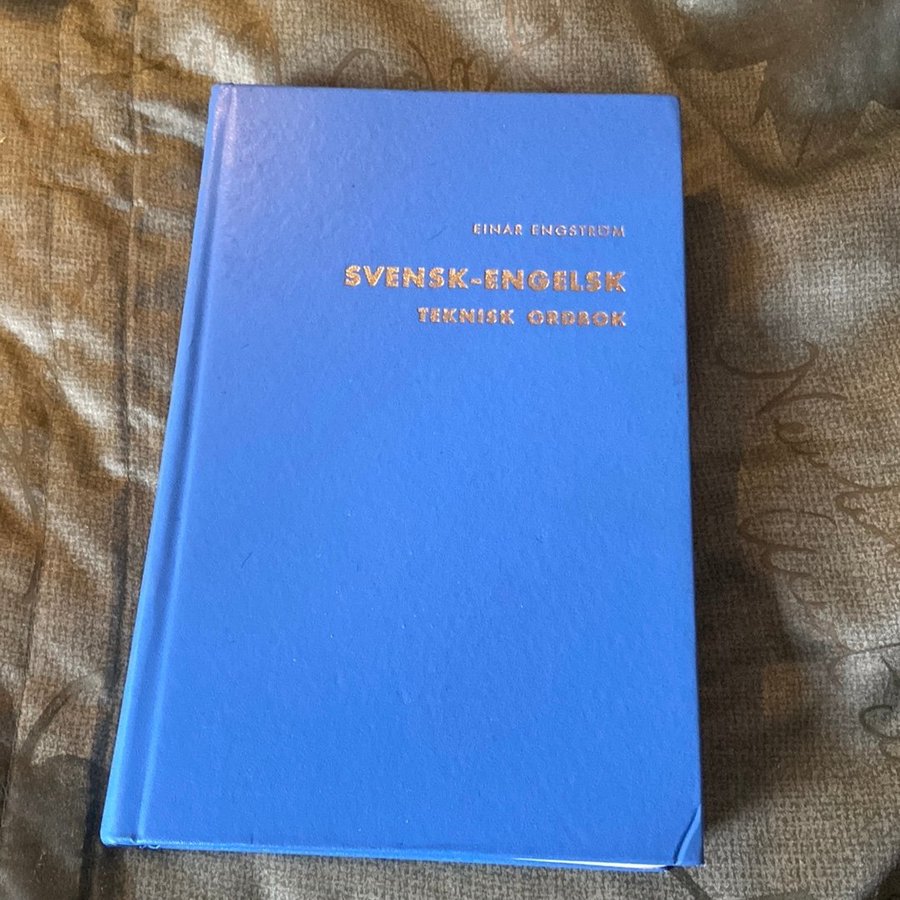 EINAR ENGSTRÖM
SVENSK-ENGELSK
TEKNISK ORDBOK